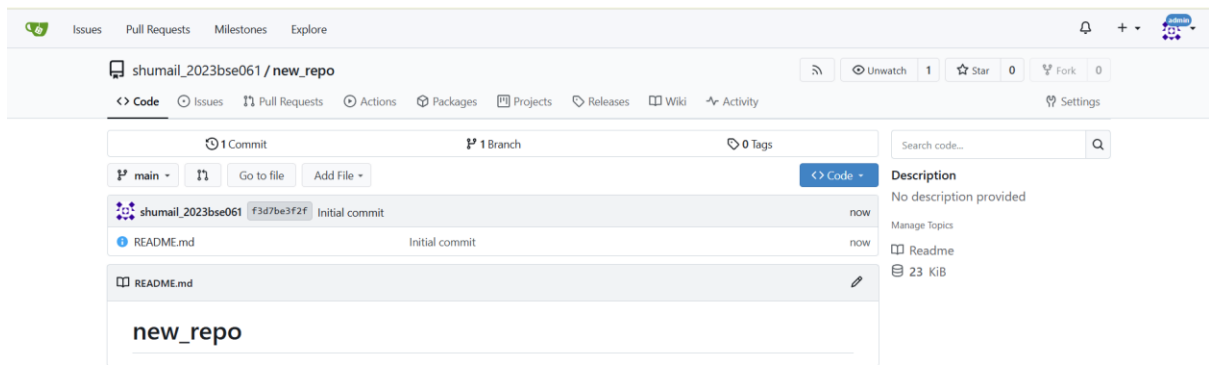 Issues Pull Requests Milestones Explore admin
shumail_2023bse061 / new_repo Unwatch 1 Star 0 Fork 0
Code Issues Pull Requests Actions Packages Projects Releases Wiki Activity Settings
1 Commit 1 Branch 0 Tags Search code...
main Go to file Add File Code Description
No description provided
shumail_2023bse061 f3d7be3f2f Initial commit now
Manage Topics
README.md Initial commit now
Readme
23 KiB
README.md
new_repo